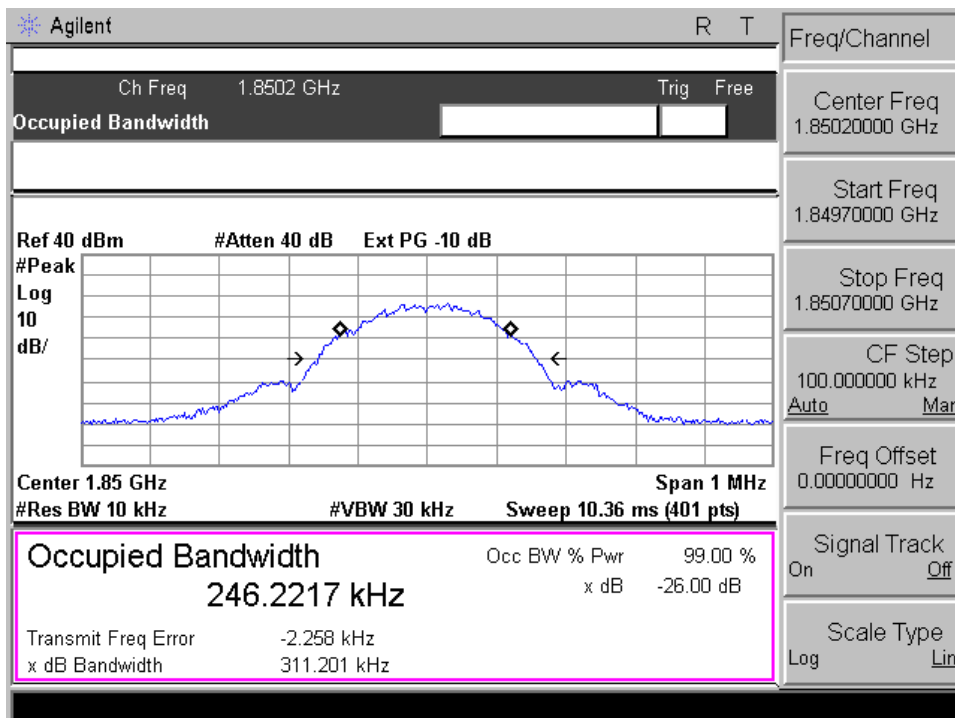 Agilent R T
Ch Freq 1.8502 GHz Trig Free
Occupied Bandwidth
Ref 40 dBm #Atten 40 dB Ext PG -10 dB
#Peak
Log
10
dB/
Center 1.85 GHz Span 1 MHz
#Res BW 10 kHz #VBW 30 kHz Sweep 10.36 ms (401 pts)
Occupied Bandwidth Occ BW % Pwr 99.00 %
246.2217 kHz x dB -26.00 dB
Transmit Freq Error -2.258 kHz
x dB Bandwidth 311.201 kHz
Freq/Channel
Center Freq
1.85020000 GHz
Start Freq
1.84970000 GHz
Stop Freq
1.85070000 GHz
CF Step
100.000000 kHz
Auto Man
Freq Offset
0.00000000 Hz
Signal Track
On Off
Scale Type
Log Lin